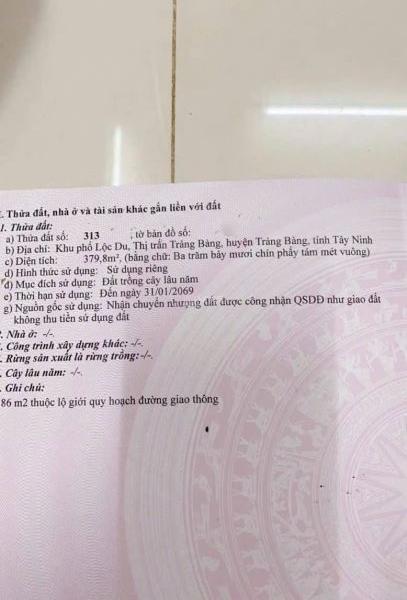 . Thửa đất, nhà ở và tài sản khác gắn liền với đất
1. Thửa đất:
a) Thửa đất số: 313 ; tờ bản đồ số:
b) Địa chỉ: Khu phố Lộc Du, Thị trấn Trảng Bàng, huyện Trảng Bàng, tỉnh Tây Ninh
c) Diện tích: 379,8m², (bằng chữ: Ba trăm bảy mươi chín phẩy tám mét vuông)
d) Hình thức sử dụng: Sử dụng riêng
đ) Mục đích sử dụng: Đất trồng cây lâu năm
e) Thời hạn sử dụng: Đến ngày 31/01/2069
g) Nguồn gốc sử dụng: Nhận chuyển nhượng đất được công nhận QSDĐ như giao đất
không thu tiền sử dụng đất
. Nhà ở: -/-.
. Công trình xây dựng khác: -/-.
. Rừng sản xuất là rừng trồng: -/-.
. Cây lâu năm: -/-.
. Ghi chú:
86 m2 thuộc lộ giới quy hoạch đường giao thông